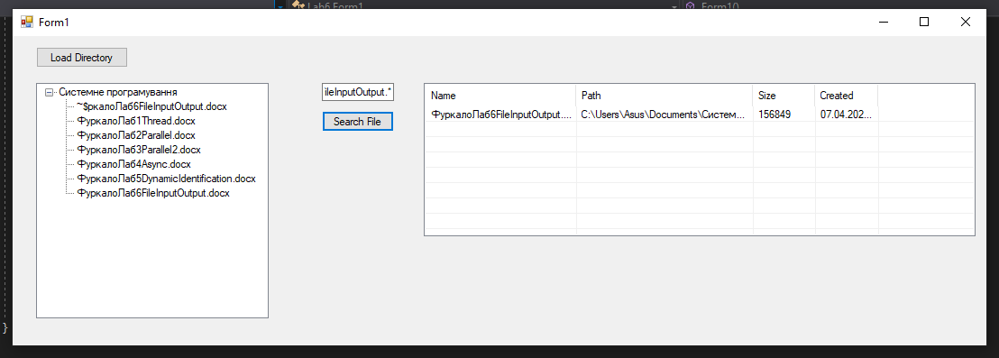 Lab6.Form1
Form1()
Form1
Load Directory
Системне програмування
~$ркалоЛаб6FileInputOutput.docx
ФуркалоЛаб1Thread.docx
ФуркалоЛаб2Parallel.docx
ФуркалоЛаб3Parallel2.docx
ФуркалоЛаб4Async.docx
ФуркалоЛаб5DynamicIdentification.docx
ФуркалоЛаб6FileInputOutput.docx
ileInputOutput.*
Search File
Name Path Size Created
ФуркалоЛаб6FileInputOutput.... C:\Users\Asus\Documents\Систем... 156849 07.04.202...
}